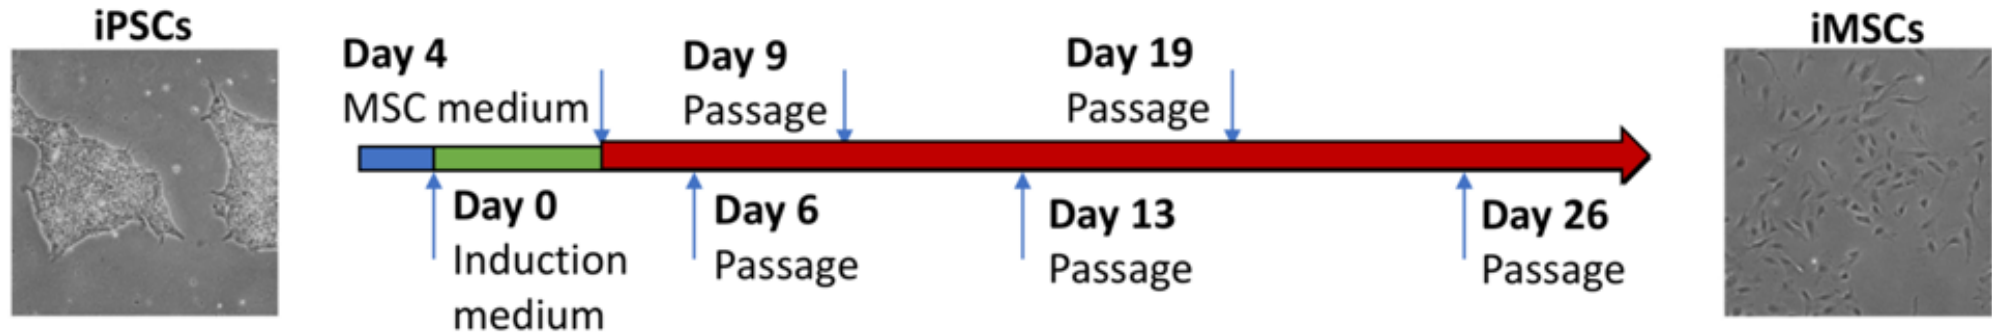 iPSCs
Day 4
MSC medium
Day 9
Passage
Day 19
Passage
iMSCs
Day 0
Induction
medium
Day 6
Passage
Day 13
Passage
Day 26
Passage